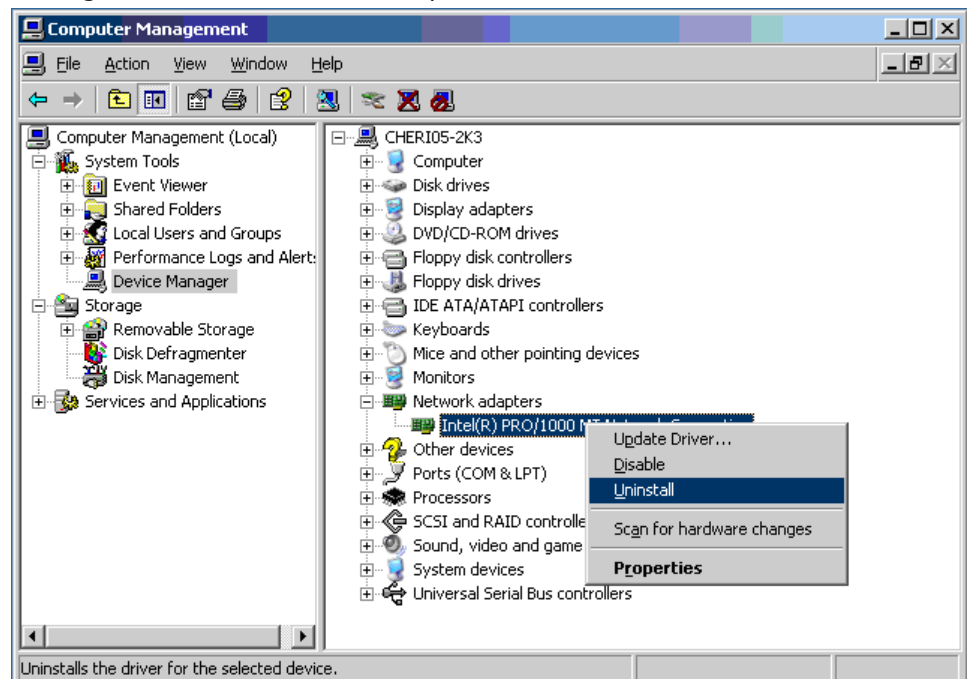 Computer Management
File Action View Window Help
Computer Management (Local)
System Tools
Event Viewer
Shared Folders
Local Users and Groups
Performance Logs and Alert
Device Manager
Storage
Removable Storage
Disk Defragmenter
Disk Management
Services and Applications
CHERI05-2K3
Computer
Disk drives
Display adapters
DVD/CD-ROM drives
Floppy disk controllers
Floppy disk drives
IDE ATA/ATAPI controllers
Keyboards
Mice and other pointing devices
Monitors
Network adapters
Intel(R) PRO/1000
Other devices
Ports (COM & LPT)
Processors
SCSI and RAID controlle
Sound, video and game
System devices
Universal Serial Bus controllers
Update Driver...
Disable
Uninstall
Scan for hardware changes
Properties
Uninstalls the driver for the selected device.